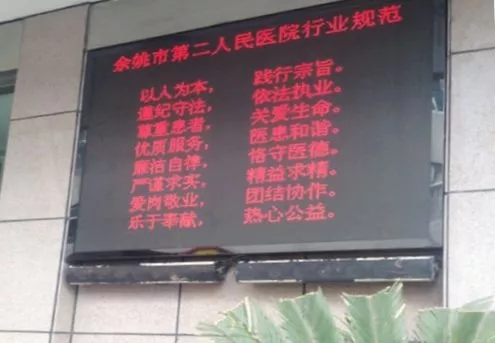 余姚市第二人民医院行业规范
以人为本，践行宗旨。
遵纪守法，依法执业。
尊重患者，关爱生命。
优质服务，医患和谐。
廉洁自律，恪守医德。
严谨求实，精益求精。
爱岗敬业，团结协作。
乐于奉献，热心公益。